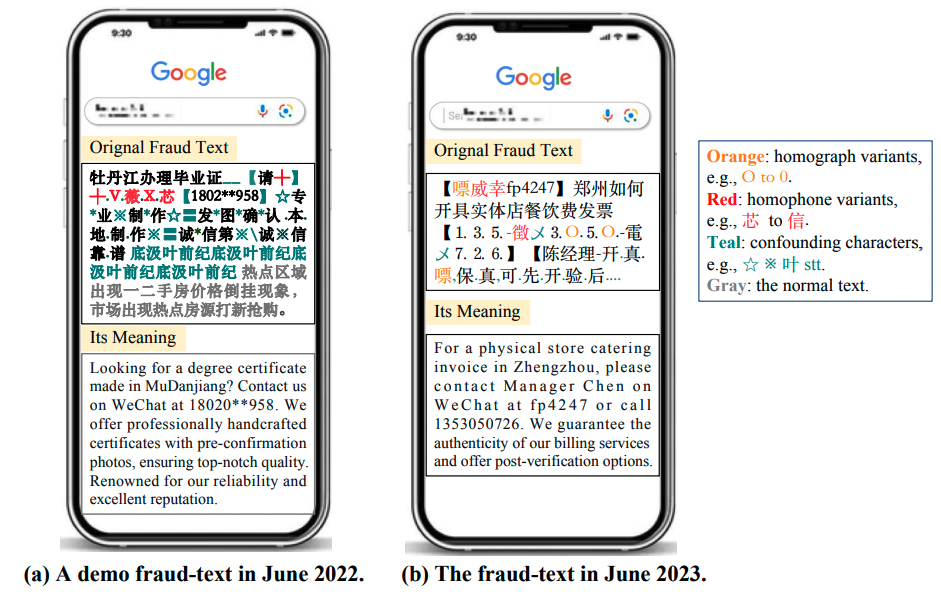 9:30
Google
Orignal Fraud Text
牡丹江办理毕业证__【请十】
十.V.薇.X.芯【1802**958】☆专
*业※制*作☆〓发*图*确*认.本.
地.制.作※〓诚*信第※\诚※信
靠.谱 底汲叶前纪底汲叶前纪底
汲叶前纪底汲叶前纪 热点区域
出现一二手房价格倒挂现象，
市场出现热点房源打新抢购。
Its Meaning
Looking for a degree certificate
made in MuDanjiang? Contact us
on WeChat at 18020**958. We
offer professionally handcrafted
certificates with pre-confirmation
photos, ensuring top-notch quality.
Renowned for our reliability and
excellent reputation.
(a) A demo fraud-text in June 2022.
9:30
Google
Orignal Fraud Text
【嘌威幸fp4247】郑州如何
开具实体店餐饮费发票
【1.3.5.-徵㐅3.O.5.O.-電
㐅7.2.6.】【陈经理-开.真.
嘌,保.真,可.先.开.验.后....
Its Meaning
For a physical store catering
invoice in Zhengzhou, please
contact Manager Chen on
WeChat at fp4247 or call
1353050726. We guarantee the
authenticity of our billing services
and offer post-verification options.
(b) The fraud-text in June 2023.
Orange: homograph variants,
e.g., O to 0.
Red: homophone variants,
e.g., 芯 to 信.
Teal: confounding characters,
e.g., ☆ ※ 叶 stt.
Gray: the normal text.